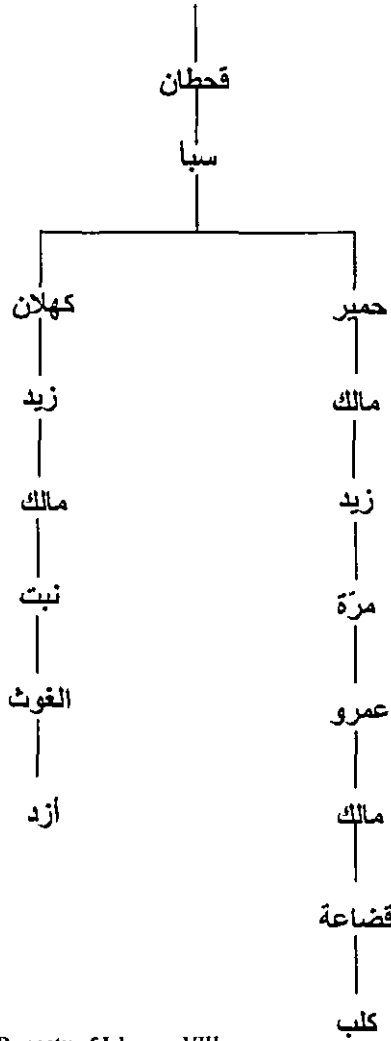 قحطان
سبا
حمير
كهلان
مالك
زيد
زيد
مالك
مرّة
نبت
عمرو
الغوث
مالك
أزد
قضاعة
كلب